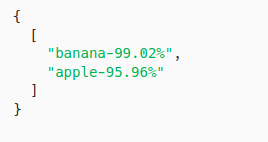 {
[
"banana-99.02%",
"apple-95.96%"
]
}